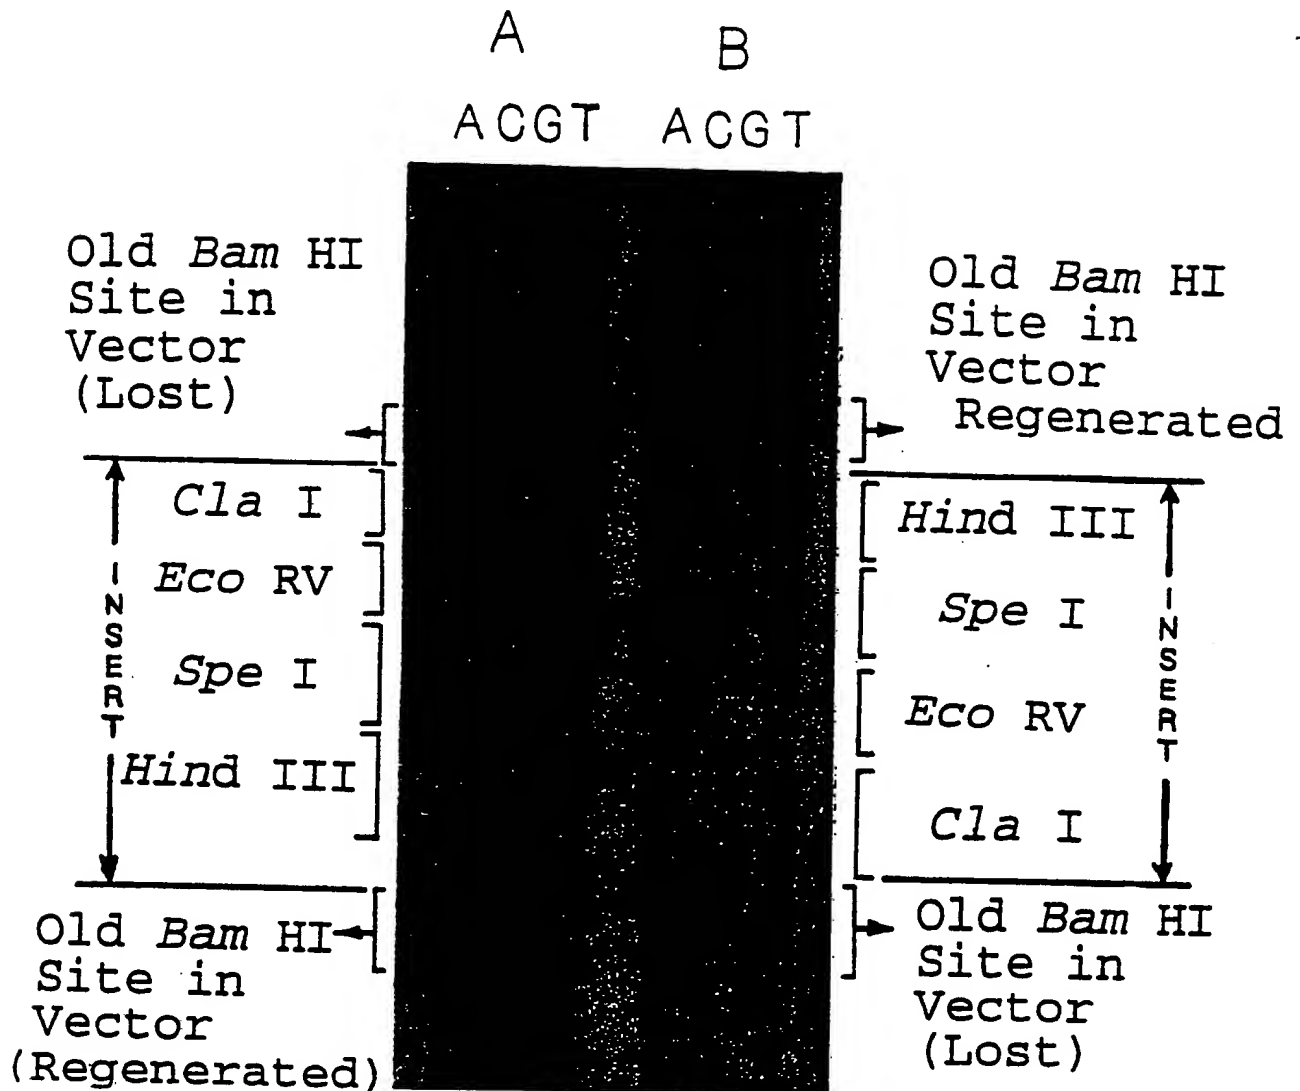 A
B
ACGT
ACGT
Old Bam HI
Site in
Vector
(Lost)
Cla I
Eco RV
Spe I
Hind III
INSERT
Old Bam HI
Site in
Vector
(Regenerated)
Old Bam HI
Site in
Vector
Regenerated
Hind III
Spe I
Eco RV
Cla I
INSERT
Old Bam HI
Site in
Vector
(Lost)